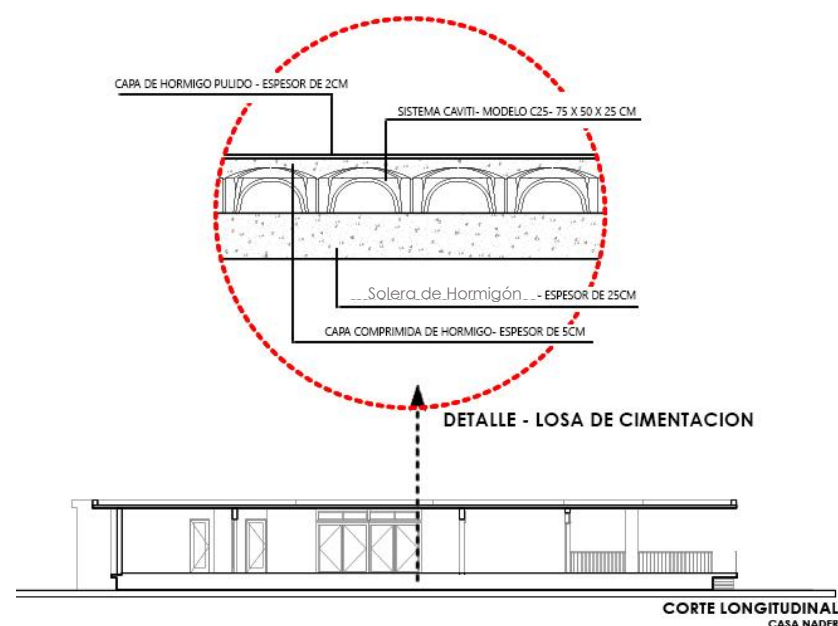 CAPA DE HORMIGO PULIDO - ESPESOR DE 2CM
SISTEMA CAVITI- MODELO C25- 75 X 50 X 25 CM
Solera de Hormigón - ESPESOR DE 25CM
CAPA COMPRIMIDA DE HORMIGO- ESPESOR DE 5CM
DETALLE - LOSA DE CIMENTACION
CORTE LONGITUDINAL
CASA NADER